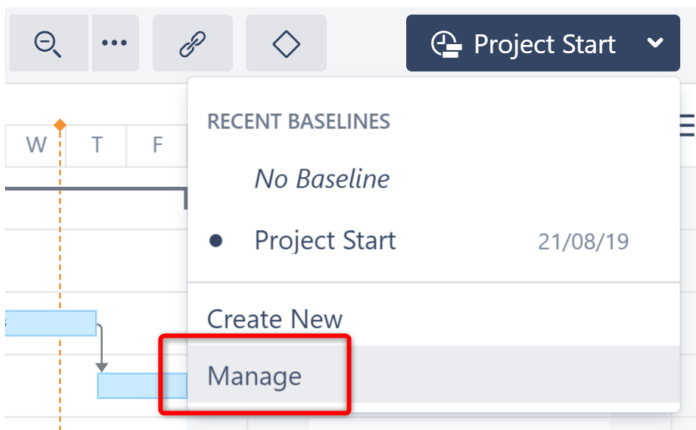 Project Start
RECENT BASELINES
W T F
No Baseline
Project Start 21/08/19
Create New
Manage